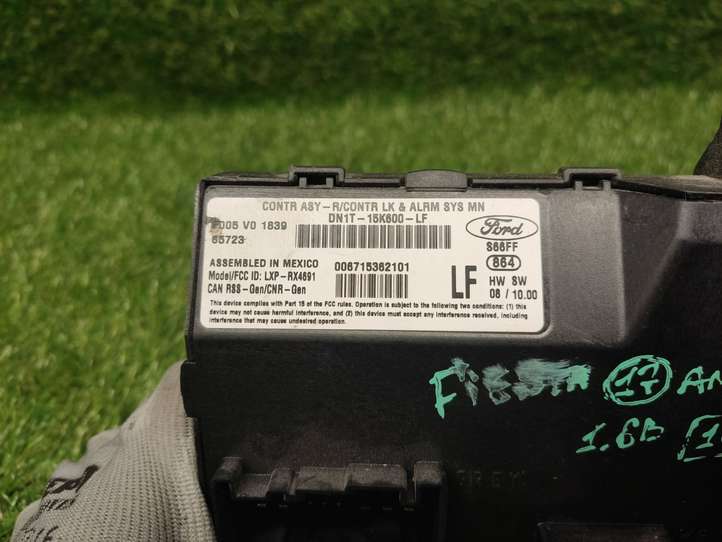 CONTR ASY-R/CONTR LK & ALRM SYS MN
DN1T-15K600-LF
2005 V0 1839
65723
Ford
S66FF
864
ASSEMBLED IN MEXICO
006715362101
Model/FCC ID: LXP-RX4691
CAN RSS-Gen/CNR-Gen
LF
HW SW
08 / 10.00
This device complies with Part 15 of the FCC rules. Operation is subject to the following two conditions: (1) this
device may not cause harmful interference, and (2) this device must accept any interference received, including
interference that may cause undesired operation.
FiESTA 17
1.6B
GREY